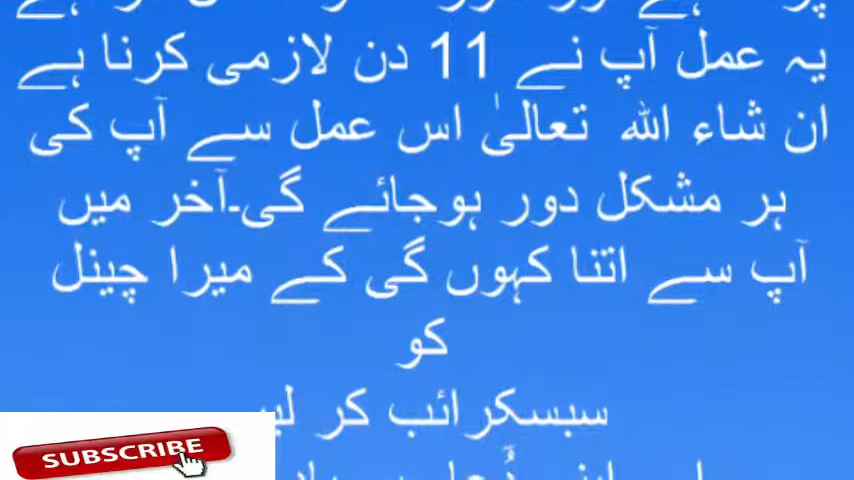 یہ عمل آپ نے 11 دن لازمی کرنا ہے
ان شاء اللہ تعالیٰ اس عمل سے آپ کی
ہر مشکل دور ہوجائے گی۔آخر میں
آپ سے اتنا کہوں گی کے میرا چینل
کو
سبسکرائب کر
SUBSCRIBE